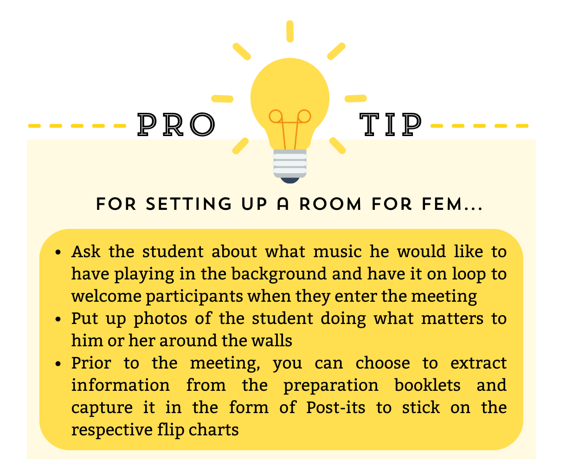 PRO TIP
FOR SETTING UP A ROOM FOR FEM...
• Ask the student about what music he would like to
have playing in the background and have it on loop to
welcome participants when they enter the meeting
• Put up photos of the student doing what matters to
him or her around the walls
• Prior to the meeting, you can choose to extract
information from the preparation booklets and
capture it in the form of Post-its to stick on the
respective flip charts